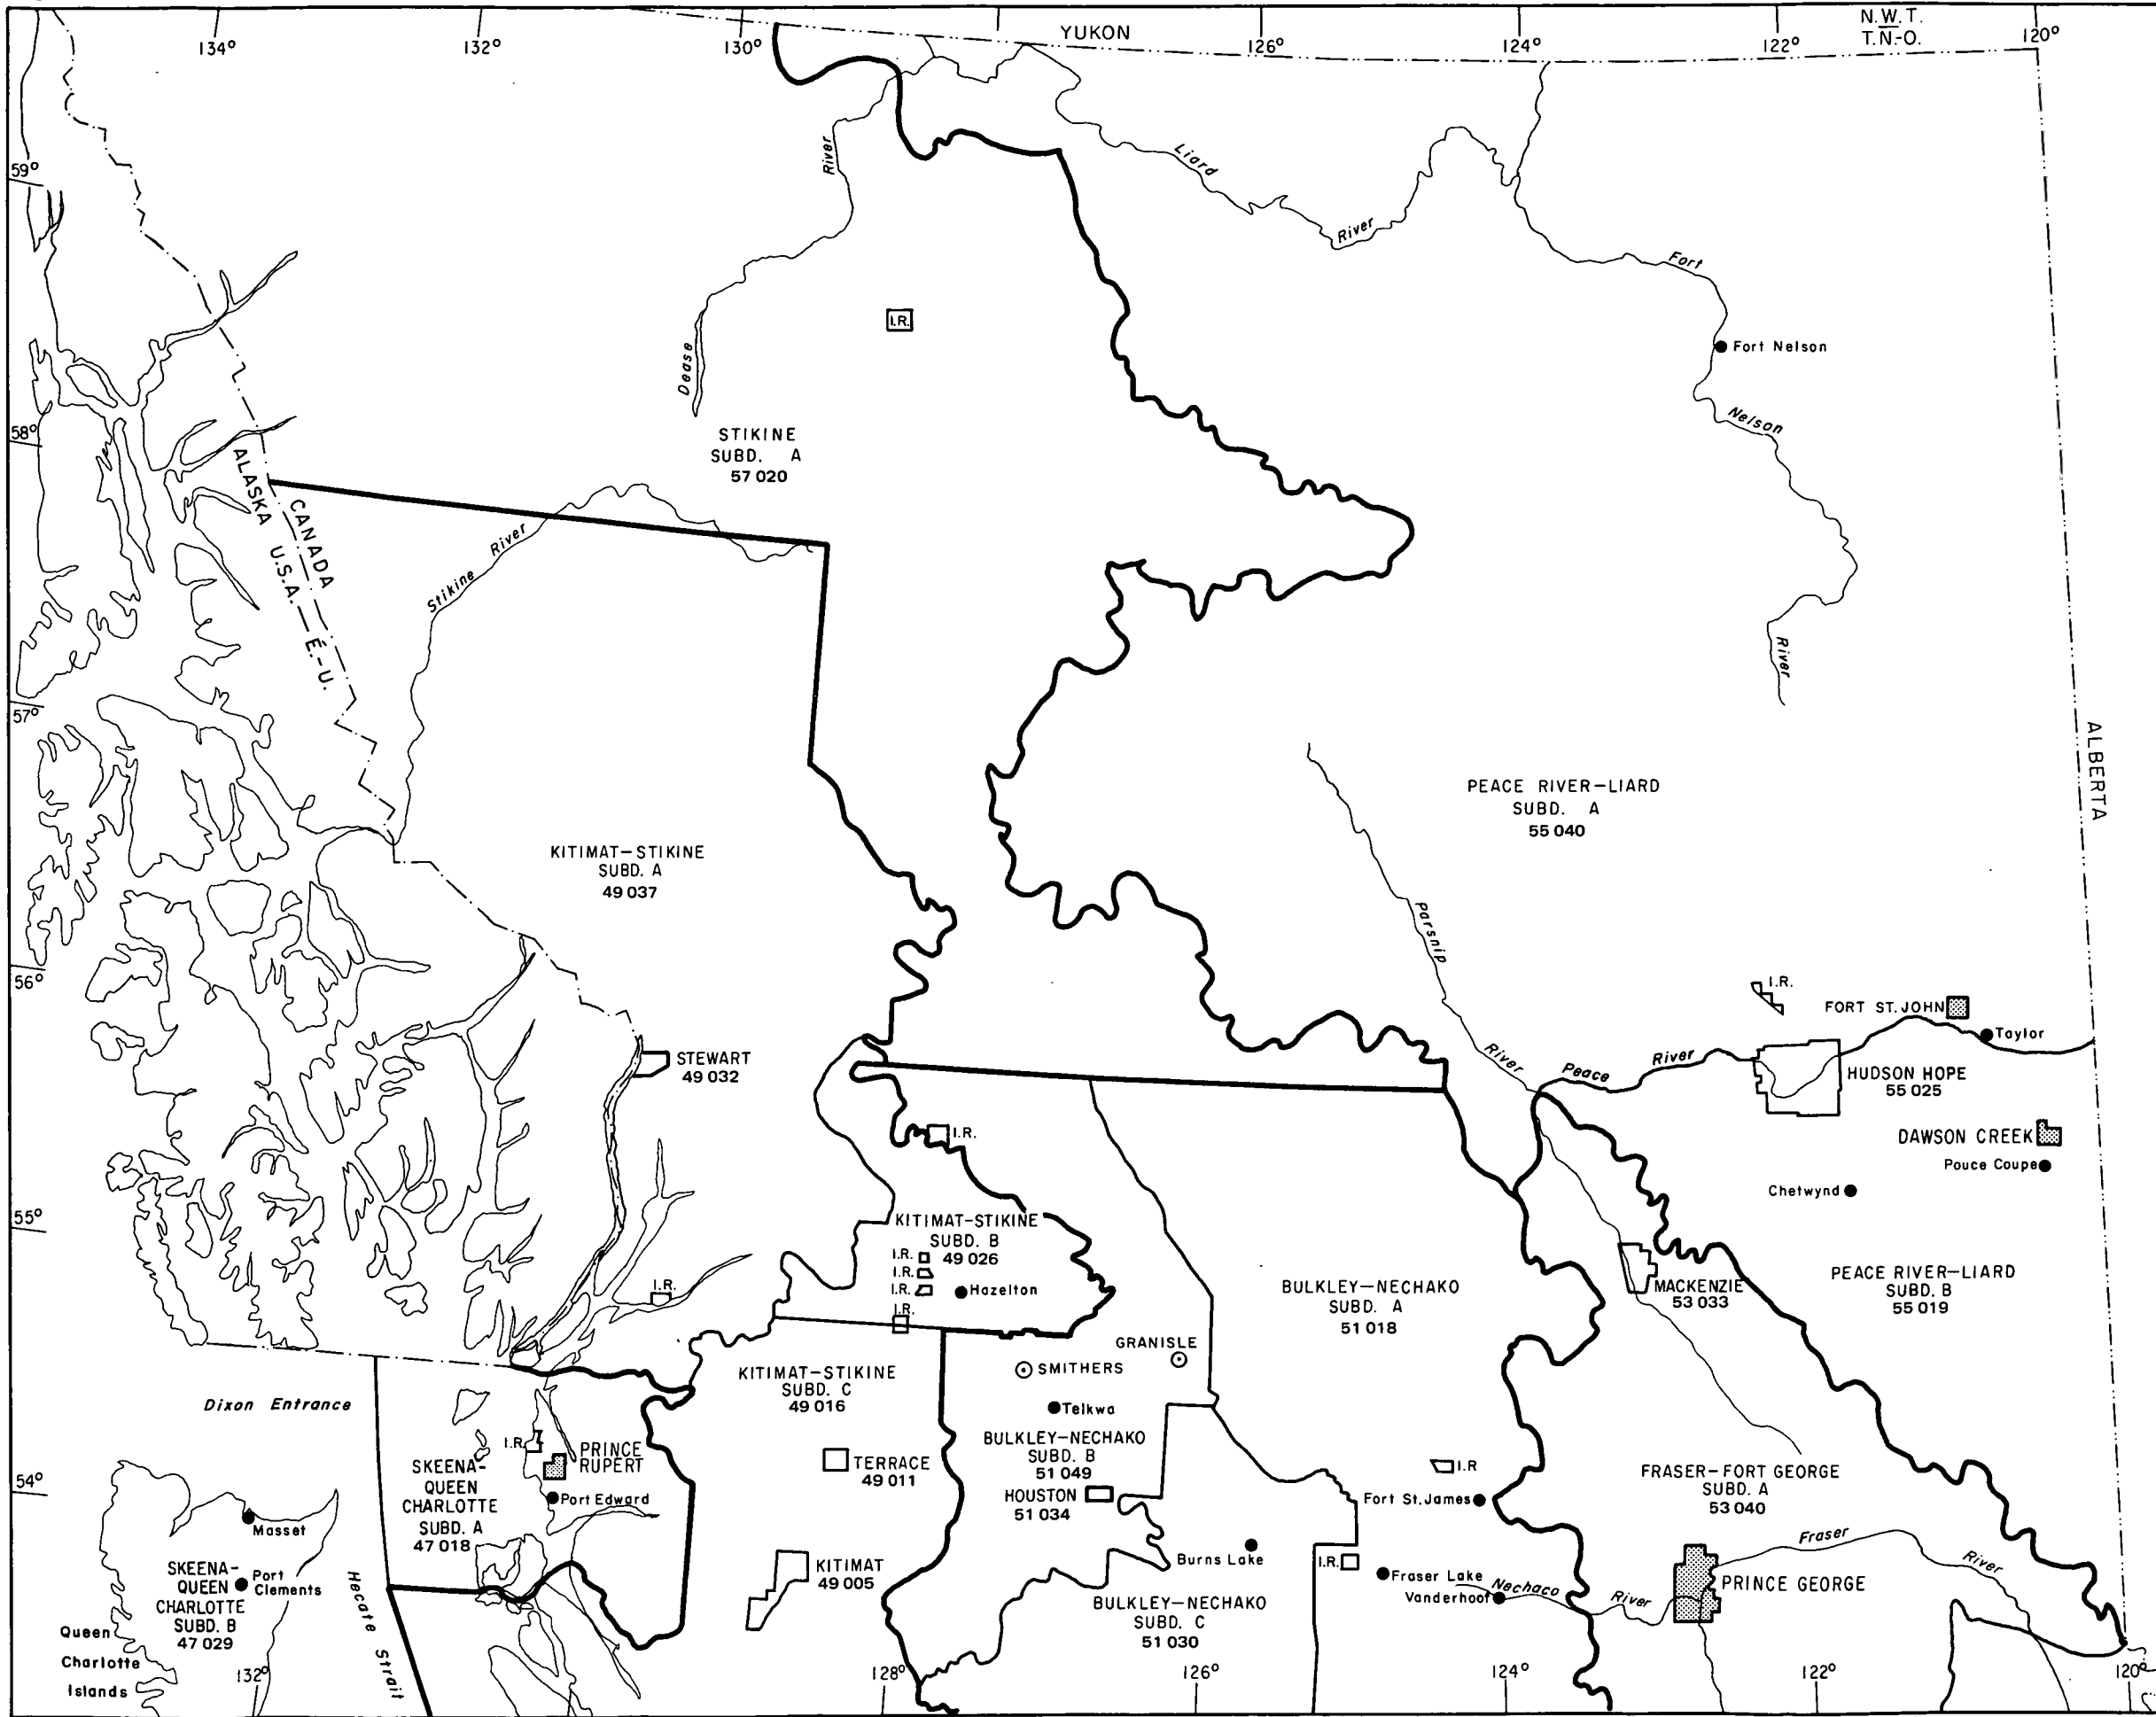 134°
132°
130°
YUKON
126°
124°
122°
N.W.T.
T.N.-O.
120°
59°
River
Liard
River
Fort
I.R.
Dease
Fort Nelson
Nelson
58°
STIKINE
SUBD. A
57 020
ALASKA U.S.A. — É.-U.
CANADA
River
Stikine
River
57°
ALBERTA
PEACE RIVER-LIARD
SUBD. A
55 040
KITIMAT-STIKINE
SUBD. A
49 037
Parsnip
56°
I.R.
FORT ST. JOHN
Taylor
STEWART
49 032
River
Peace
River
HUDSON HOPE
55 025
I.R.
DAWSON CREEK
Pouce Coupe
Chetwynd
55°
KITIMAT-STIKINE
SUBD. B
49 026
I.R.
I.R.
I.R.
Hazelton
I.R.
I.R.
BULKLEY-NECHAKO
SUBD. A
51 018
MACKENZIE
53 033
PEACE RIVER-LIARD
SUBD. B
55 019
GRANISLE
SMITHERS
KITIMAT-STIKINE
SUBD. C
49 016
Dixon Entrance
Telkwa
I.R.
PRINCE
RUPERT
BULKLEY-NECHAKO
SUBD. B
51 049
TERRACE
49 011
SKEENA-
QUEEN
CHARLOTTE
SUBD. A
47 018
I.R
FRASER-FORT GEORGE
SUBD. A
53 040
54°
Port Edward
HOUSTON
51 034
Fort St. James
Masset
Fraser
River
Burns Lake
I.R.
KITIMAT
49 005
SKEENA-
QUEEN
CHARLOTTE
SUBD. B
47 029
Port
Clements
Hecate Strait
Fraser Lake
Nechaco
River
Vanderhoof
PRINCE GEORGE
BULKLEY-NECHAKO
SUBD. C
51 030
Queen
Charlotte
Islands
132°
128°
126°
124°
122°
120°